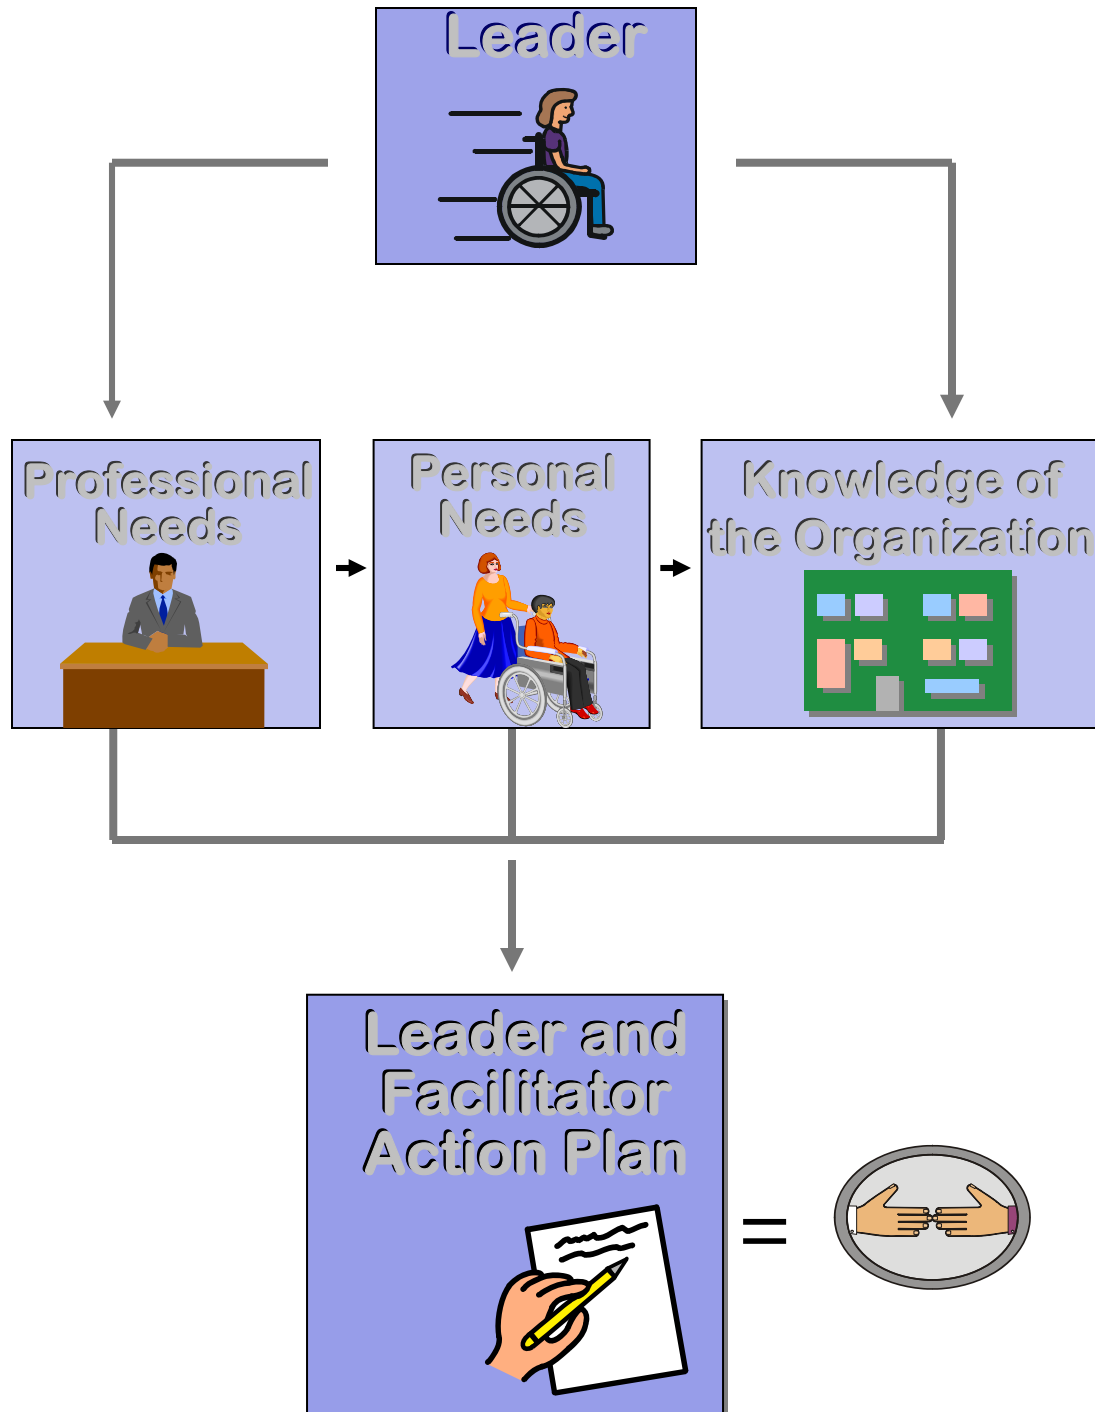 Leader
Professional
Needs
Personal
Needs
Knowledge of
the Organization
Leader and
Facilitator
Action Plan
=